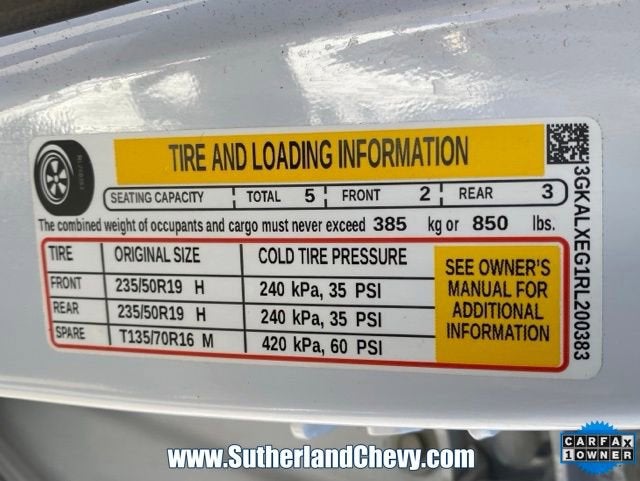 TIRE AND LOADING INFORMATION
SEATING CAPACITY TOTAL 5 FRONT 2 REAR 3
The combined weight of occupants and cargo must never exceed 385 kg or 850 lbs.
TIRE ORIGINAL SIZE COLD TIRE PRESSURE
FRONT 235/50R19 H 240 kPa, 35 PSI
REAR 235/50R19 H 240 kPa, 35 PSI
SPARE T135/70R16 M 420 kPa, 60 PSI
SEE OWNER'S
MANUAL FOR
ADDITIONAL
INFORMATION
3GKALXEG1RL200383
www.SutherlandChevy.com
CARFAX
1 OWNER